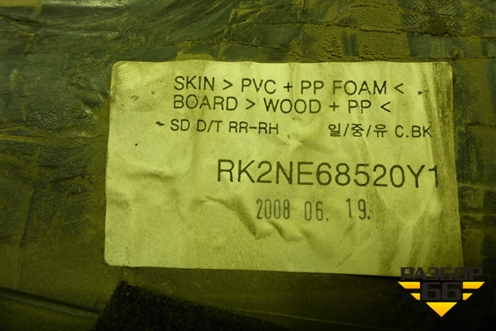 SKIN > PVC + PP FOAM <
BOARD > WOOD + PP <
~ SD D/T RR-RH 일/중/유 C.BK
RK2NE68520Y1
2008 06. 19.
РАЗБОР
66